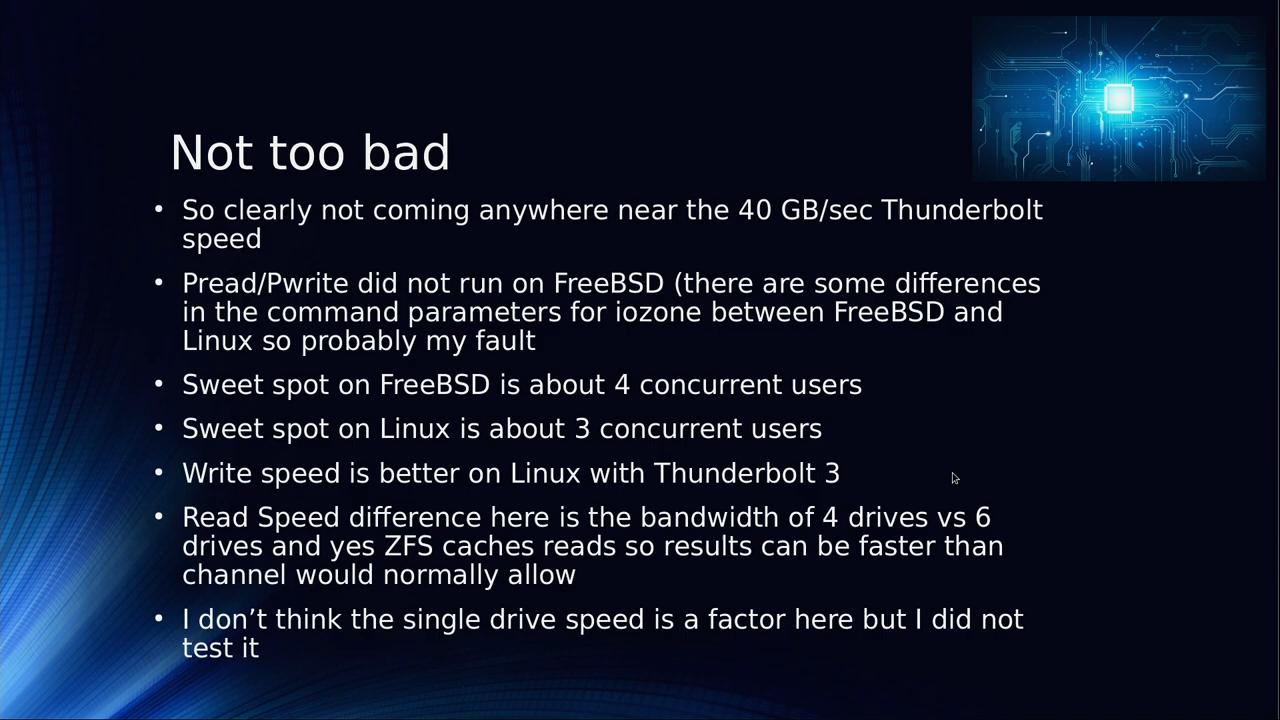 Not too bad
• So clearly not coming anywhere near the 40 GB/sec Thunderbolt
speed
• Pread/Pwrite did not run on FreeBSD (there are some differences
in the command parameters for iozone between FreeBSD and
Linux so probably my fault
• Sweet spot on FreeBSD is about 4 concurrent users
• Sweet spot on Linux is about 3 concurrent users
• Write speed is better on Linux with Thunderbolt 3
• Read Speed difference here is the bandwidth of 4 drives vs 6
drives and yes ZFS caches reads so results can be faster than
channel would normally allow
• I don’t think the single drive speed is a factor here but I did not
test it